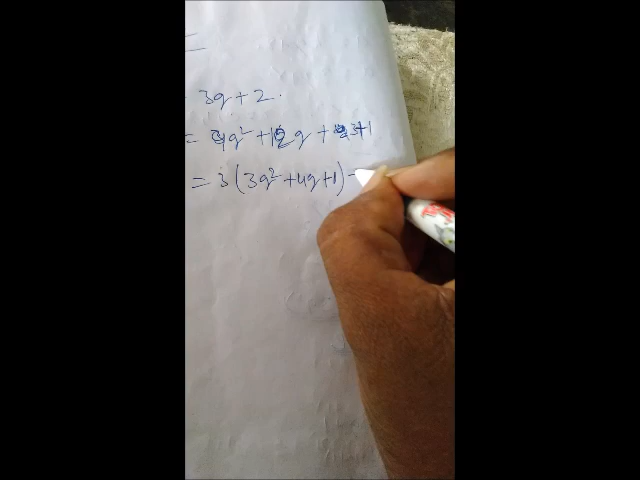 3q + 2.
= 9q² + 12q + 3+1
= 3(3q² + 4q + 1) +